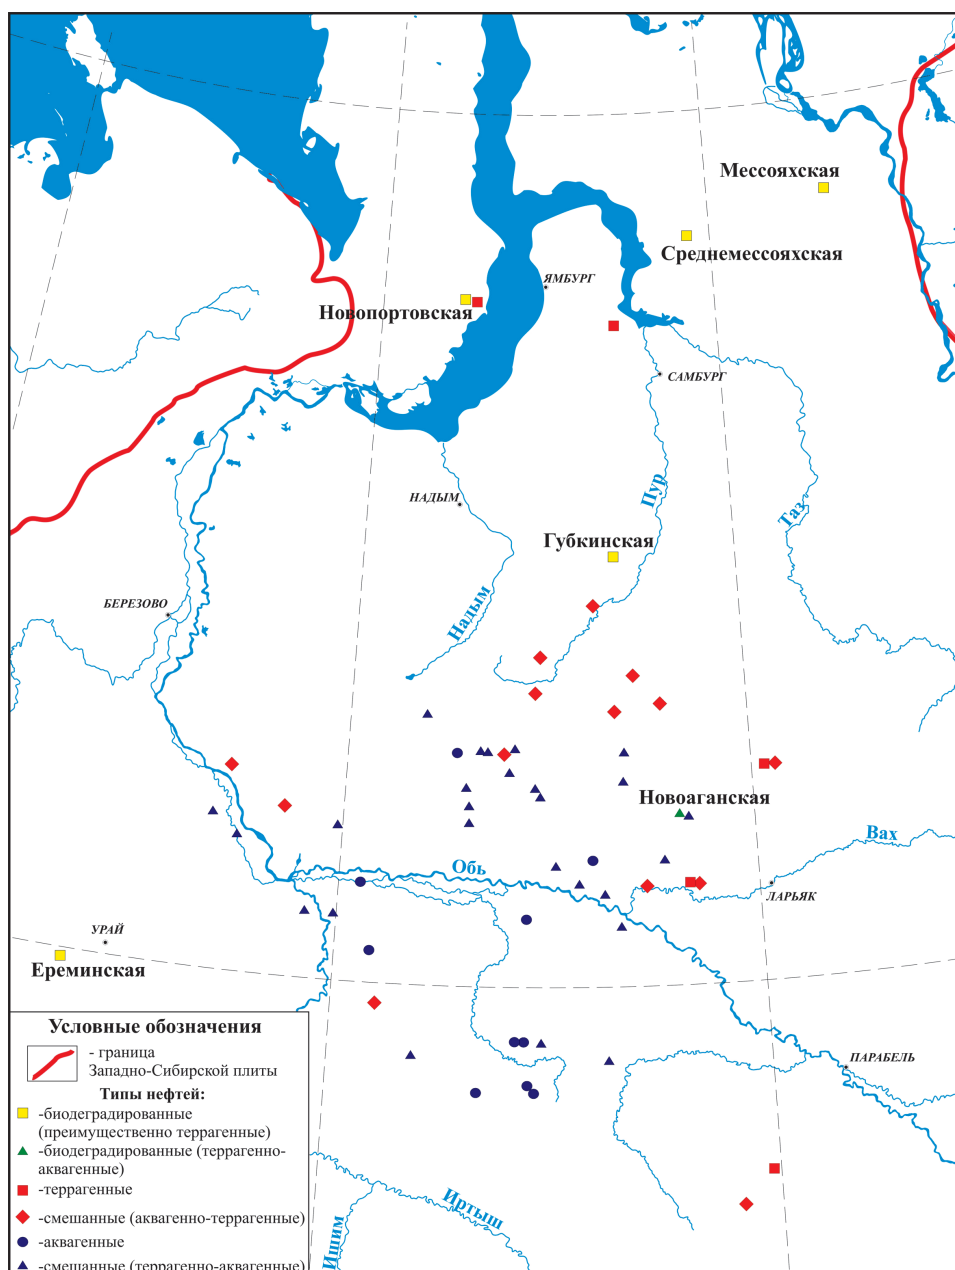 Мессояхская
Среднемессояхская
ЯМБУРГ
Новопортовская
САМБУРГ
Пур
НАДЫМ
Таз
Губкинская
БЕРЕЗОВО
Надым
Новоаганская
Вах
Обь
ЛАРЬЯК
УРАЙ
Ереминская
ПАРАБЕЛЬ
Иртыш
Ишим
Условные обозначения
- граница
Западно-Сибирской плиты
Типы нефтей:
-биодеградированные
(преимущественно террагенные)
-биодеградированные (террагенно-
аквагенные)
-террагенные
-смешанные (аквагенно-террагенные)
-аквагенные
-смешанные (террагенно-аквагенные)